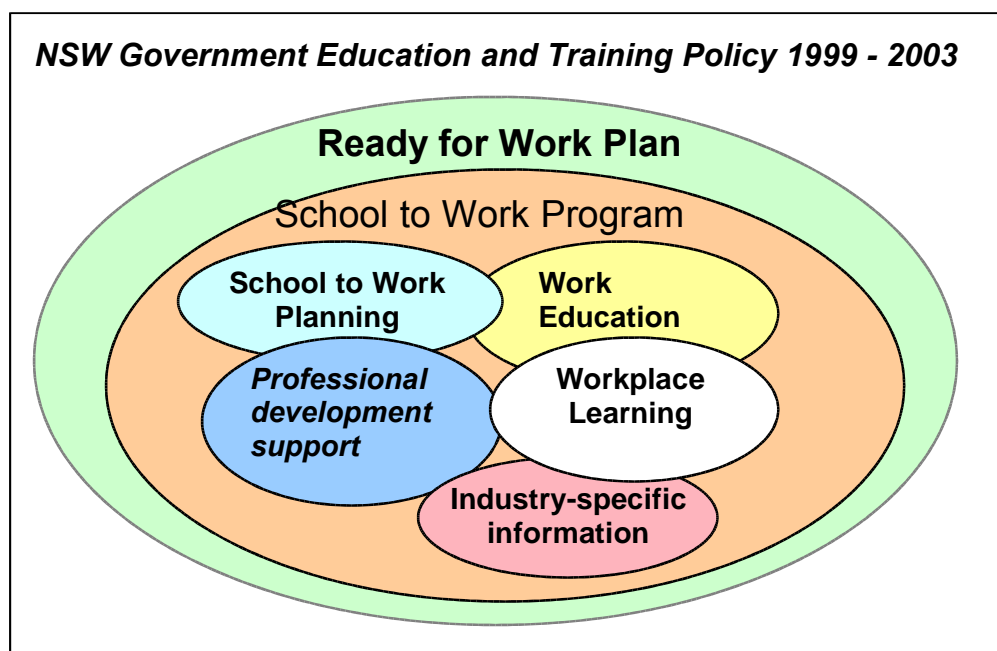 NSW Government Education and Training Policy 1999 - 2003
Ready for Work Plan
School to Work Program
School to Work
Planning
Work
Education
Professional
development
support
Workplace
Learning
Industry-specific
information